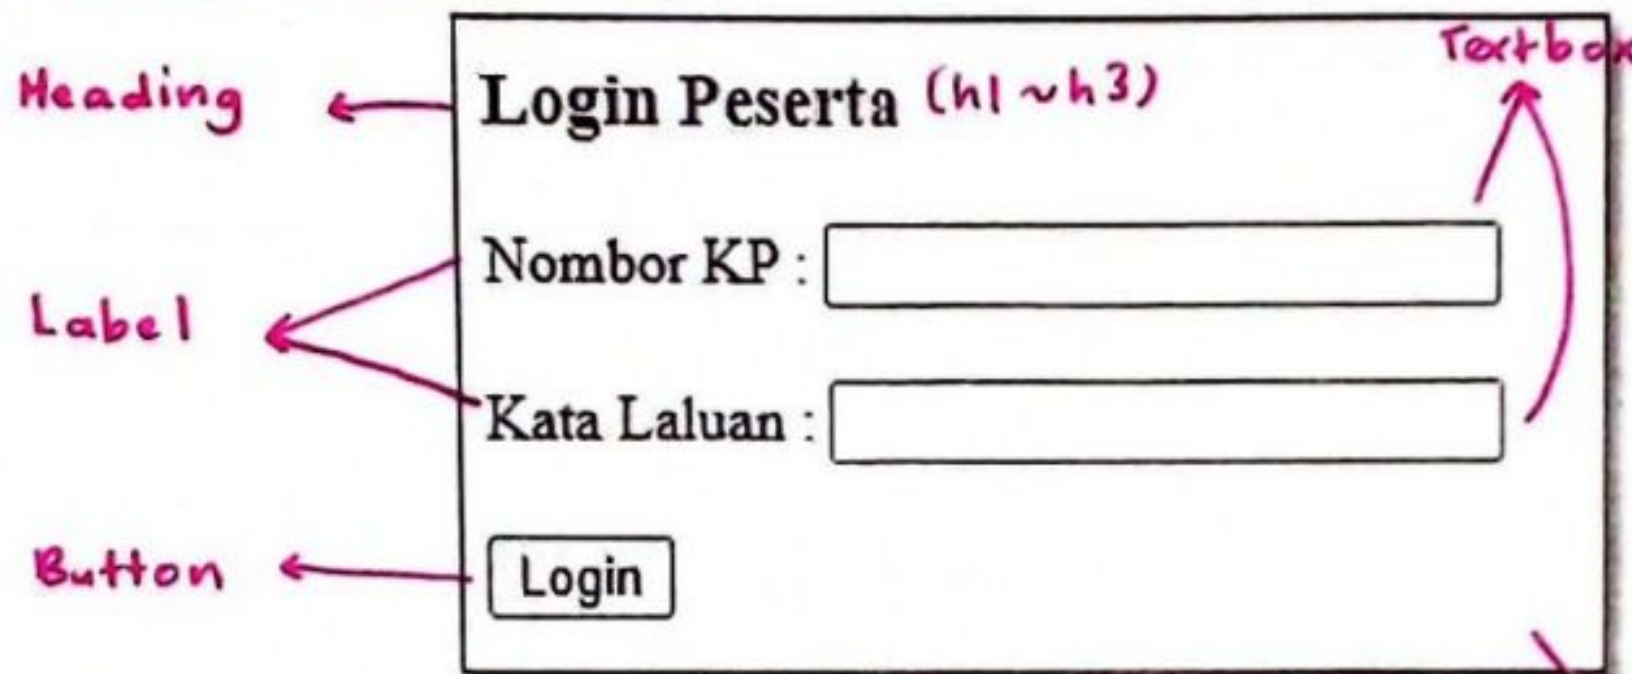 Textbox
Heading
Login Peserta (h1~h3)
Nombor KP :
Label
Kata Laluan :
Button
Login